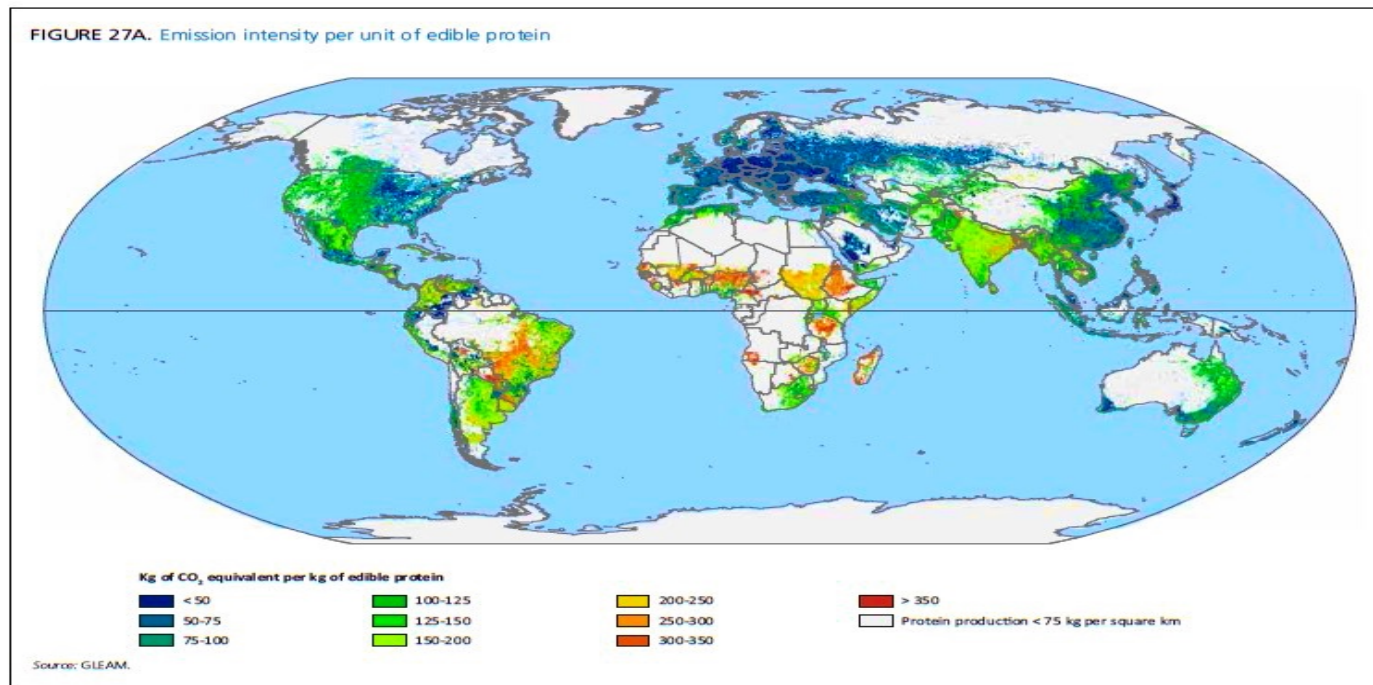 FIGURE 27A. Emission intensity per unit of edible protein
Kg of CO₂ equivalent per kg of edible protein
< 50
50-75
75-100
100-125
125-150
150-200
200-250
250-300
300-350
> 350
Protein production < 75 kg per square km
Source: GLEAM.